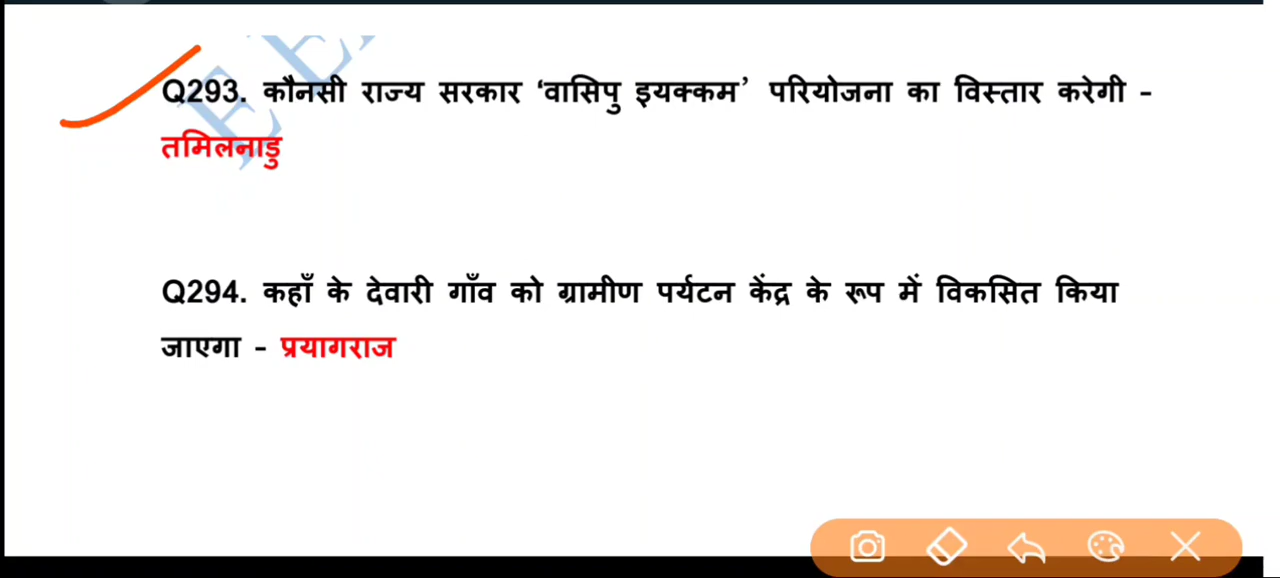 Q293. कौनसी राज्य सरकार ‘वासिपु इयक्कम’ परियोजना का विस्तार करेगी -
तमिलनाडु
Q294. कहाँ के देवारी गाँव को ग्रामीण पर्यटन केंद्र के रूप में विकसित किया
जाएगा - प्रयागराज